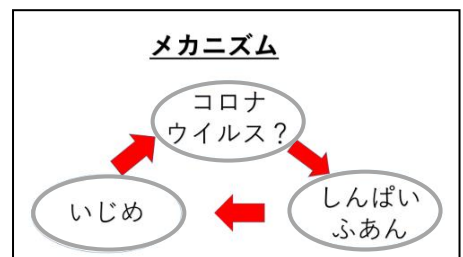 メカニズム
コロナ
ウイルス？
しんぱい
ふあん
いじめ